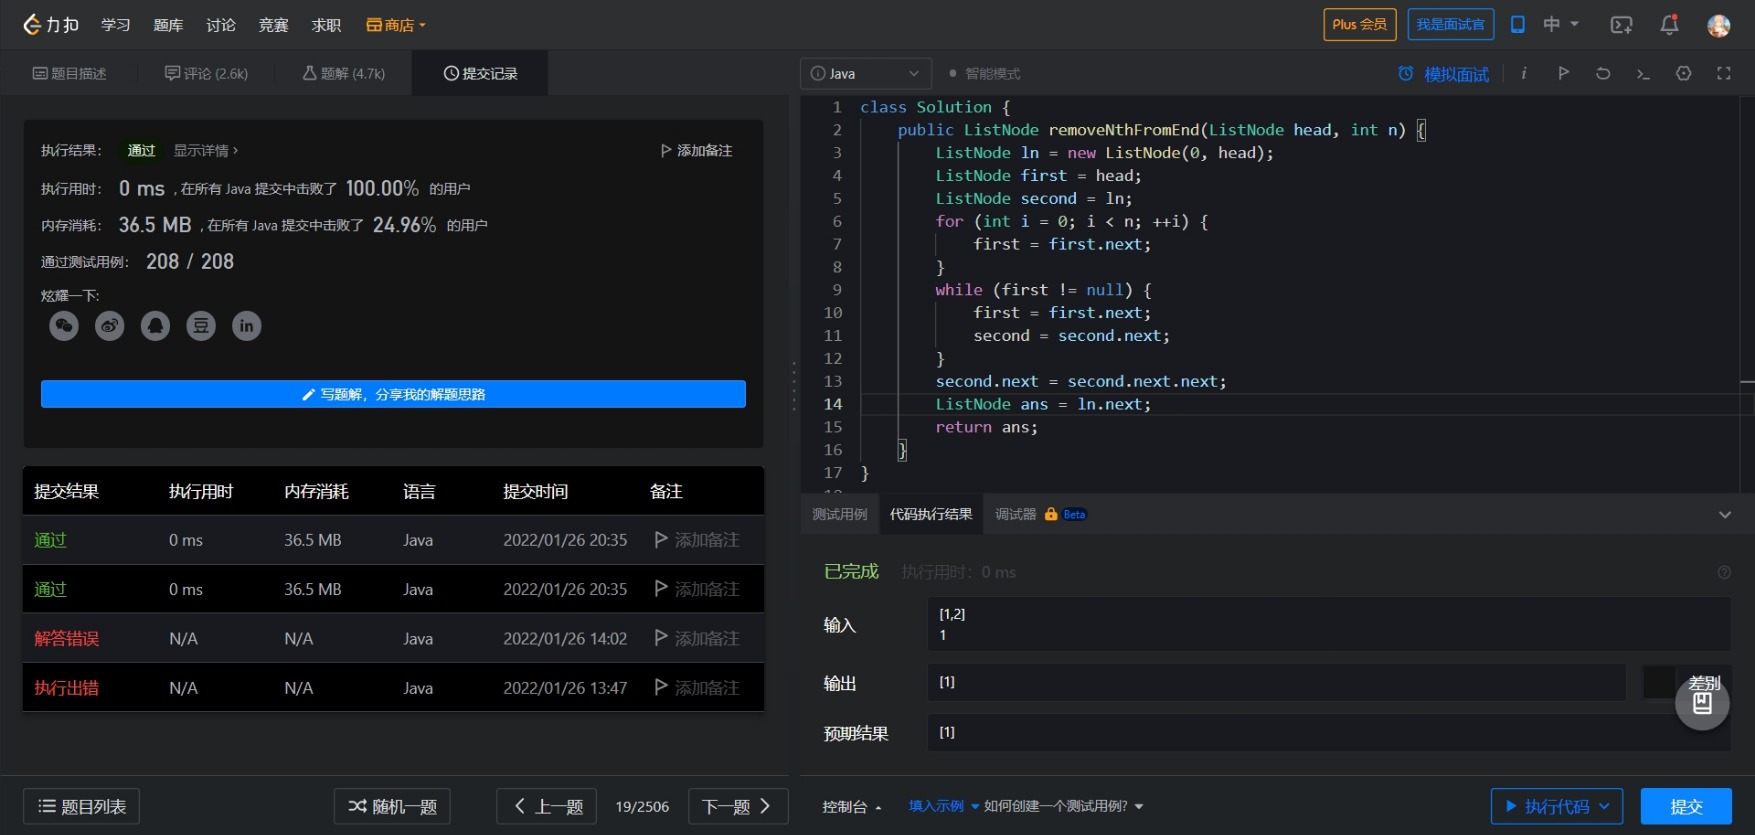 力扣 学习 题库 讨论 竞赛 求职 商店 Plus 会员 我是面试官 中
题目描述 评论 (2.6k) 题解 (4.7k) 提交记录
执行结果: 通过 显示详情 › 添加备注
执行用时: 0 ms , 在所有 Java 提交中击败了 100.00% 的用户
内存消耗: 36.5 MB , 在所有 Java 提交中击败了 24.96% 的用户
通过测试用例: 208 / 208
炫耀一下:
豆 in
写题解, 分享我的解题思路
提交结果 执行用时 内存消耗 语言 提交时间 备注
通过 0 ms 36.5 MB Java 2022/01/26 20:35 添加备注
通过 0 ms 36.5 MB Java 2022/01/26 20:35 添加备注
解答错误 N/A N/A Java 2022/01/26 14:02 添加备注
执行出错 N/A N/A Java 2022/01/26 13:47 添加备注
题目列表 随机一题 上一题 19/2506 下一题
Java 智能模式 模拟面试 i
1 class Solution {
2 public ListNode removeNthFromEnd(ListNode head, int n) {
3 ListNode ln = new ListNode(0, head);
4 ListNode first = head;
5 ListNode second = ln;
6 for (int i = 0; i < n; ++i) {
7 first = first.next;
8 }
9 while (first != null) {
10 first = first.next;
11 second = second.next;
12 }
13 second.next = second.next.next;
14 ListNode ans = ln.next;
15 return ans;
16 }
17 }
测试用例 代码执行结果 调试器 Beta
已完成 执行用时: 0 ms
输入
[1,2]
1
输出 [1] 差别
预期结果 [1]
控制台 填入示例 如何创建一个测试用例? 执行代码 提交